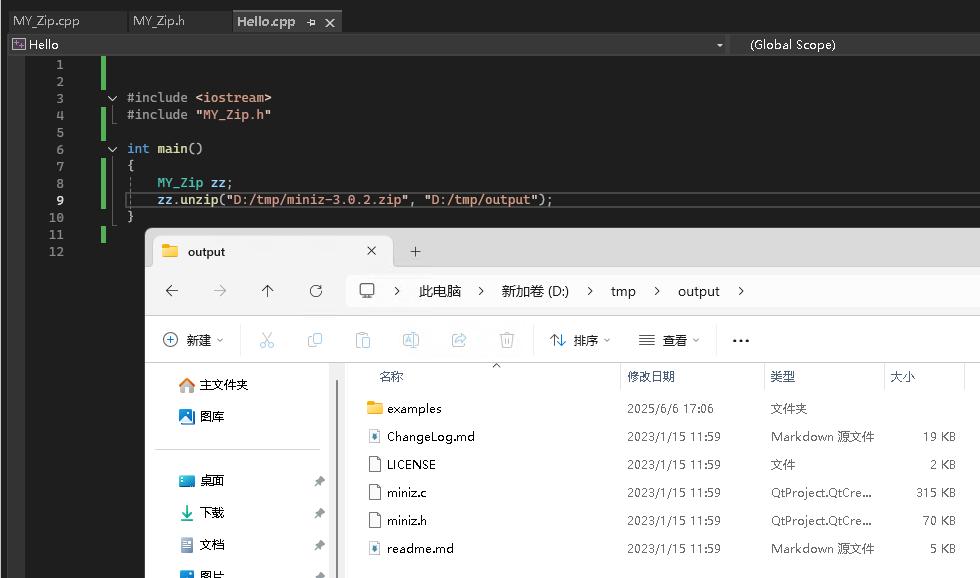 MY_Zip.cpp MY_Zip.h Hello.cpp
Hello (Global Scope)
1
2
3 #include <iostream>
4 #include "MY_Zip.h"
5
6 int main()
7 {
8 MY_Zip zz;
9 zz.unzip("D:/tmp/miniz-3.0.2.zip", "D:/tmp/output");
10 }
11
12
output
此电脑 > 新加卷 (D:) > tmp > output >
新建 排序 查看 ...
名称 修改日期 类型 大小
主文件夹
图库
桌面
下载
文档
图片
examples 2025/6/6 17:06 文件夹
ChangeLog.md 2023/1/15 11:59 Markdown 源文件 19 KB
LICENSE 2023/1/15 11:59 文件 2 KB
miniz.c 2023/1/15 11:59 QtProject.QtCre... 315 KB
miniz.h 2023/1/15 11:59 QtProject.QtCre... 70 KB
readme.md 2023/1/15 11:59 Markdown 源文件 5 KB